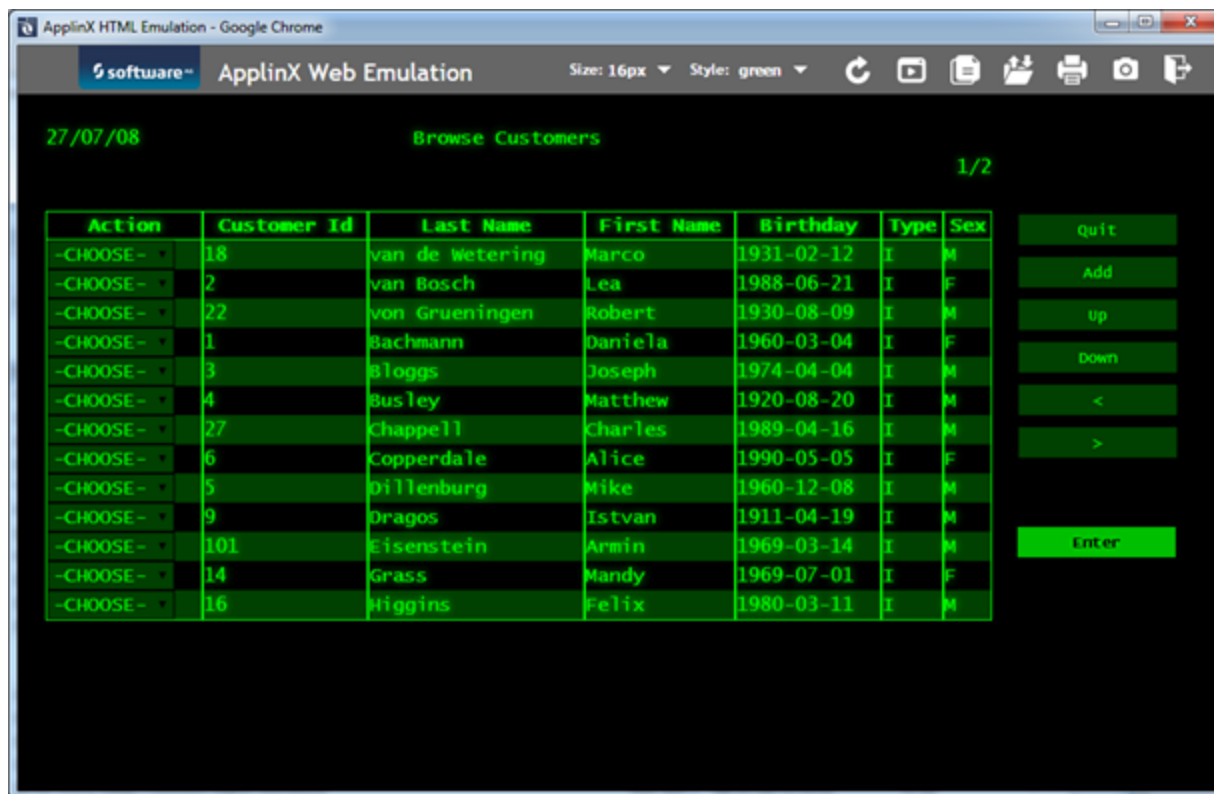 ApplinX HTML Emulation - Google Chrome
software AG ApplinX Web Emulation Size: 16px Style: green
27/07/08 Browse Customers
1/2
Action Customer Id Last Name First Name Birthday Type Sex
-CHOOSE- 18 van de Wetering Marco 1931-02-12 I M
-CHOOSE- 2 van Bosch Lea 1988-06-21 I F
-CHOOSE- 22 von Grueningen Robert 1930-08-09 I M
-CHOOSE- 1 Bachmann Daniela 1960-03-04 I F
-CHOOSE- 3 Bloggs Joseph 1974-04-04 I M
-CHOOSE- 4 Busley Matthew 1920-08-20 I M
-CHOOSE- 27 Chappell Charles 1989-04-16 I M
-CHOOSE- 6 Copperdale Alice 1990-05-05 I F
-CHOOSE- 5 Dillenburg Mike 1960-12-08 I M
-CHOOSE- 9 Dragos Istvan 1911-04-19 I M
-CHOOSE- 101 Eisenstein Armin 1969-03-14 I M
-CHOOSE- 14 Grass Mandy 1969-07-01 I F
-CHOOSE- 16 Higgins Felix 1980-03-11 I M
Quit
Add
Up
Down
<
>
Enter